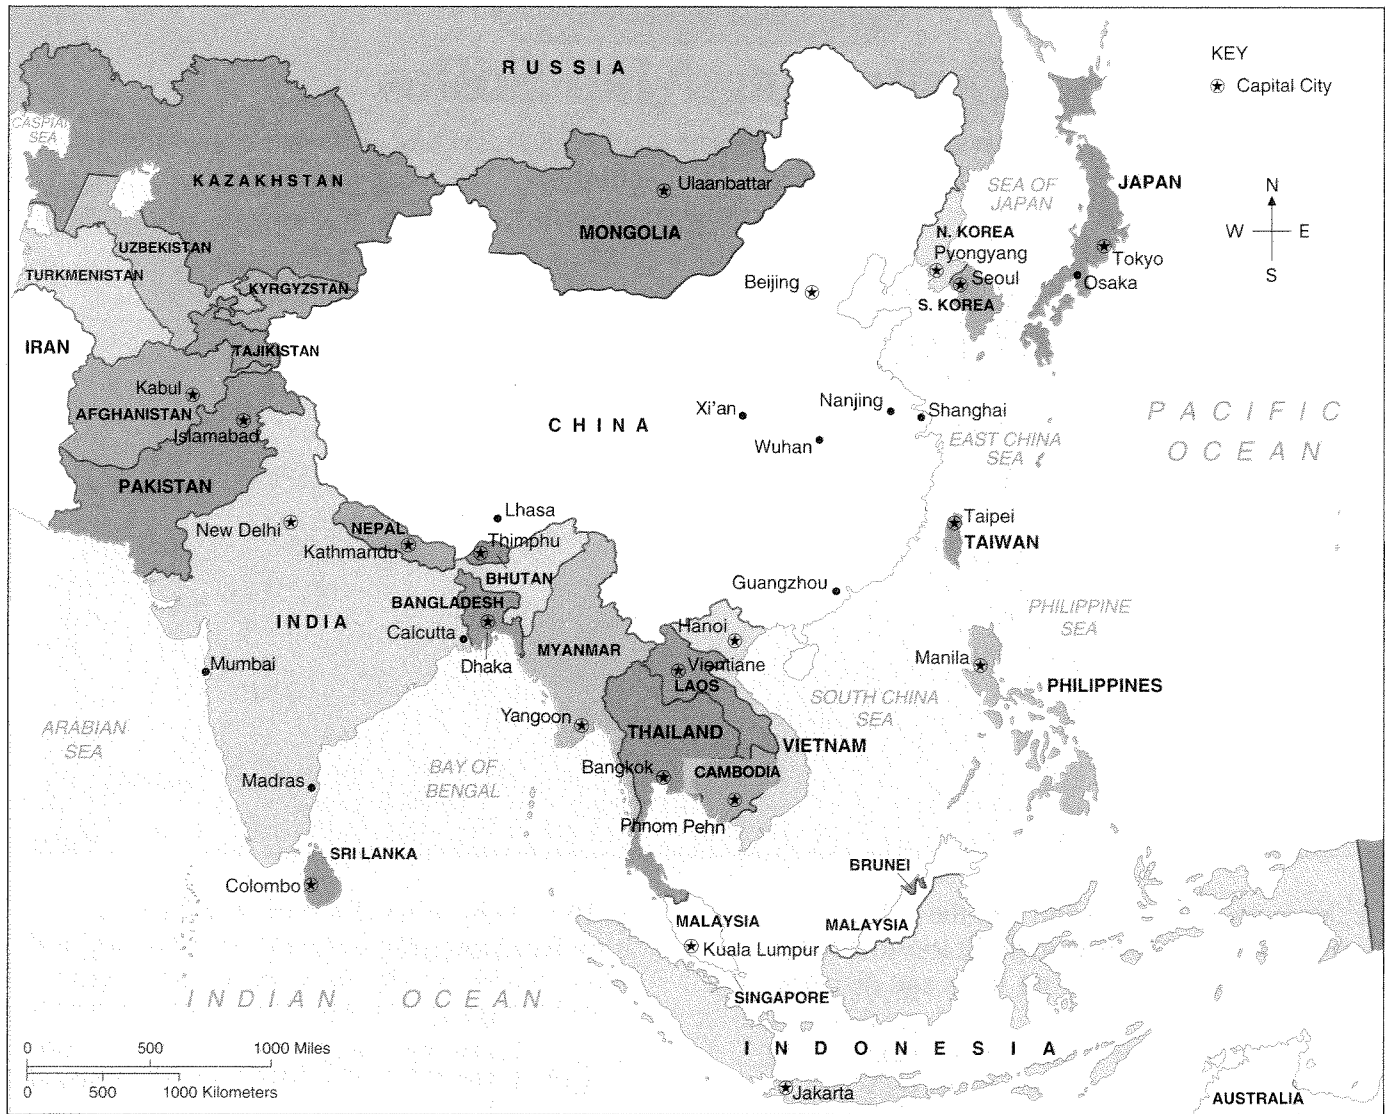 RUSSIA
KEY
Capital City
CASPIAN
SEA
KAZAKHSTAN
Ulaanbattar
MONGOLIA
SEA OF
JAPAN
JAPAN
N
W
E
S
UZBEKISTAN
TURKMENISTAN
KYRGYZSTAN
N. KOREA
Pyongyang
Seoul
S. KOREA
Tokyo
Osaka
Beijing
IRAN
TAJIKISTAN
Kabul
AFGHANISTAN
Islamabad
CHINA
Xi'an
Nanjing
Shanghai
Wuhan
EAST CHINA
SEA
PACIFIC
OCEAN
PAKISTAN
New Delhi
NEPAL
Kathmandu
Lhasa
Thimphu
BHUTAN
Taipei
TAIWAN
Guangzhou
BANGLADESH
INDIA
Calcutta
Dhaka
Mumbai
MYANMAR
Hanoi
Vientiane
LAOS
PHILIPPINE
SEA
Manila
PHILIPPINES
SOUTH CHINA
SEA
ARABIAN
SEA
Yangoon
THAILAND
VIETNAM
BAY OF
BENGAL
Bangkok
CAMBODIA
Madras
Phnom Pehn
SRI LANKA
Colombo
BRUNEI
MALAYSIA
MALAYSIA
Kuala Lumpur
SINGAPORE
INDIAN OCEAN
INDONESIA
0 500 1000 Miles
0 500 1000 Kilometers
Jakarta
AUSTRALIA